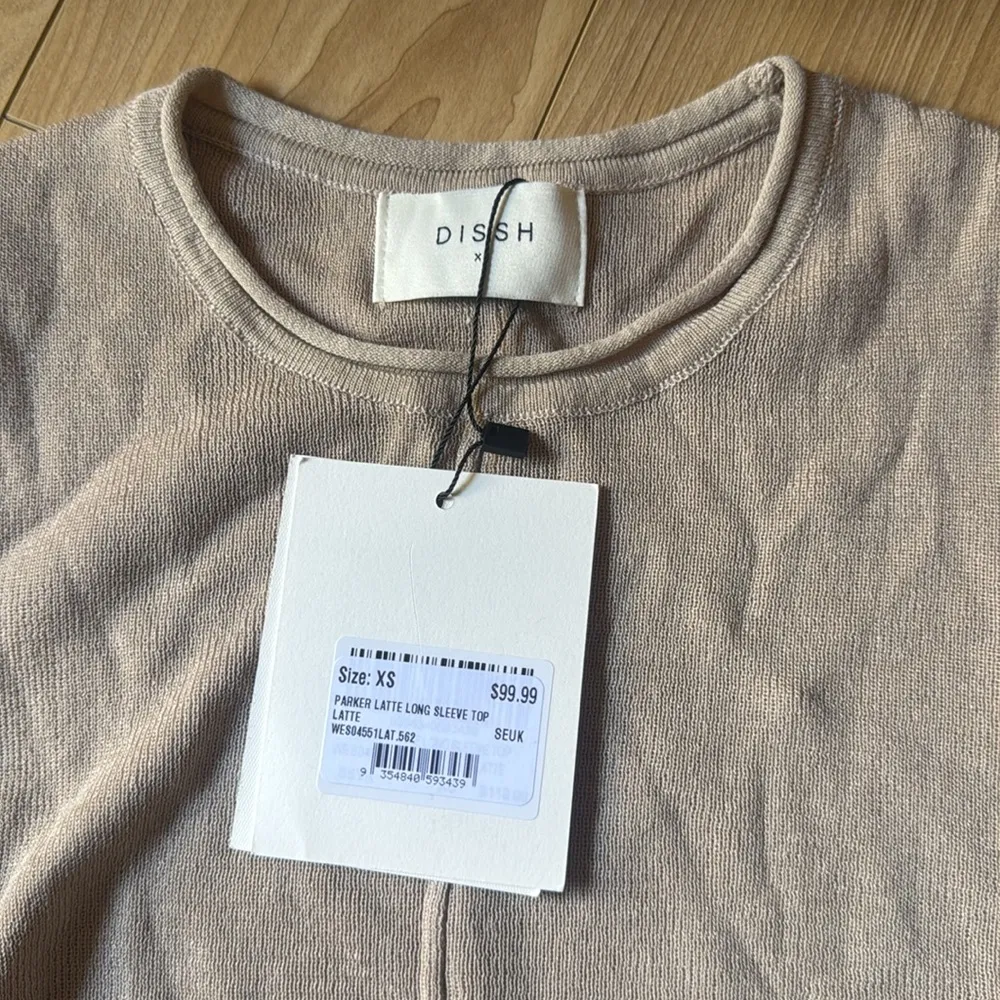 DISSH
X
Size: XS
$99.99
PARKER LATTE LONG SLEEVE TOP
LATTE
SEUK
WES04551LAT.562
9 354840 593439